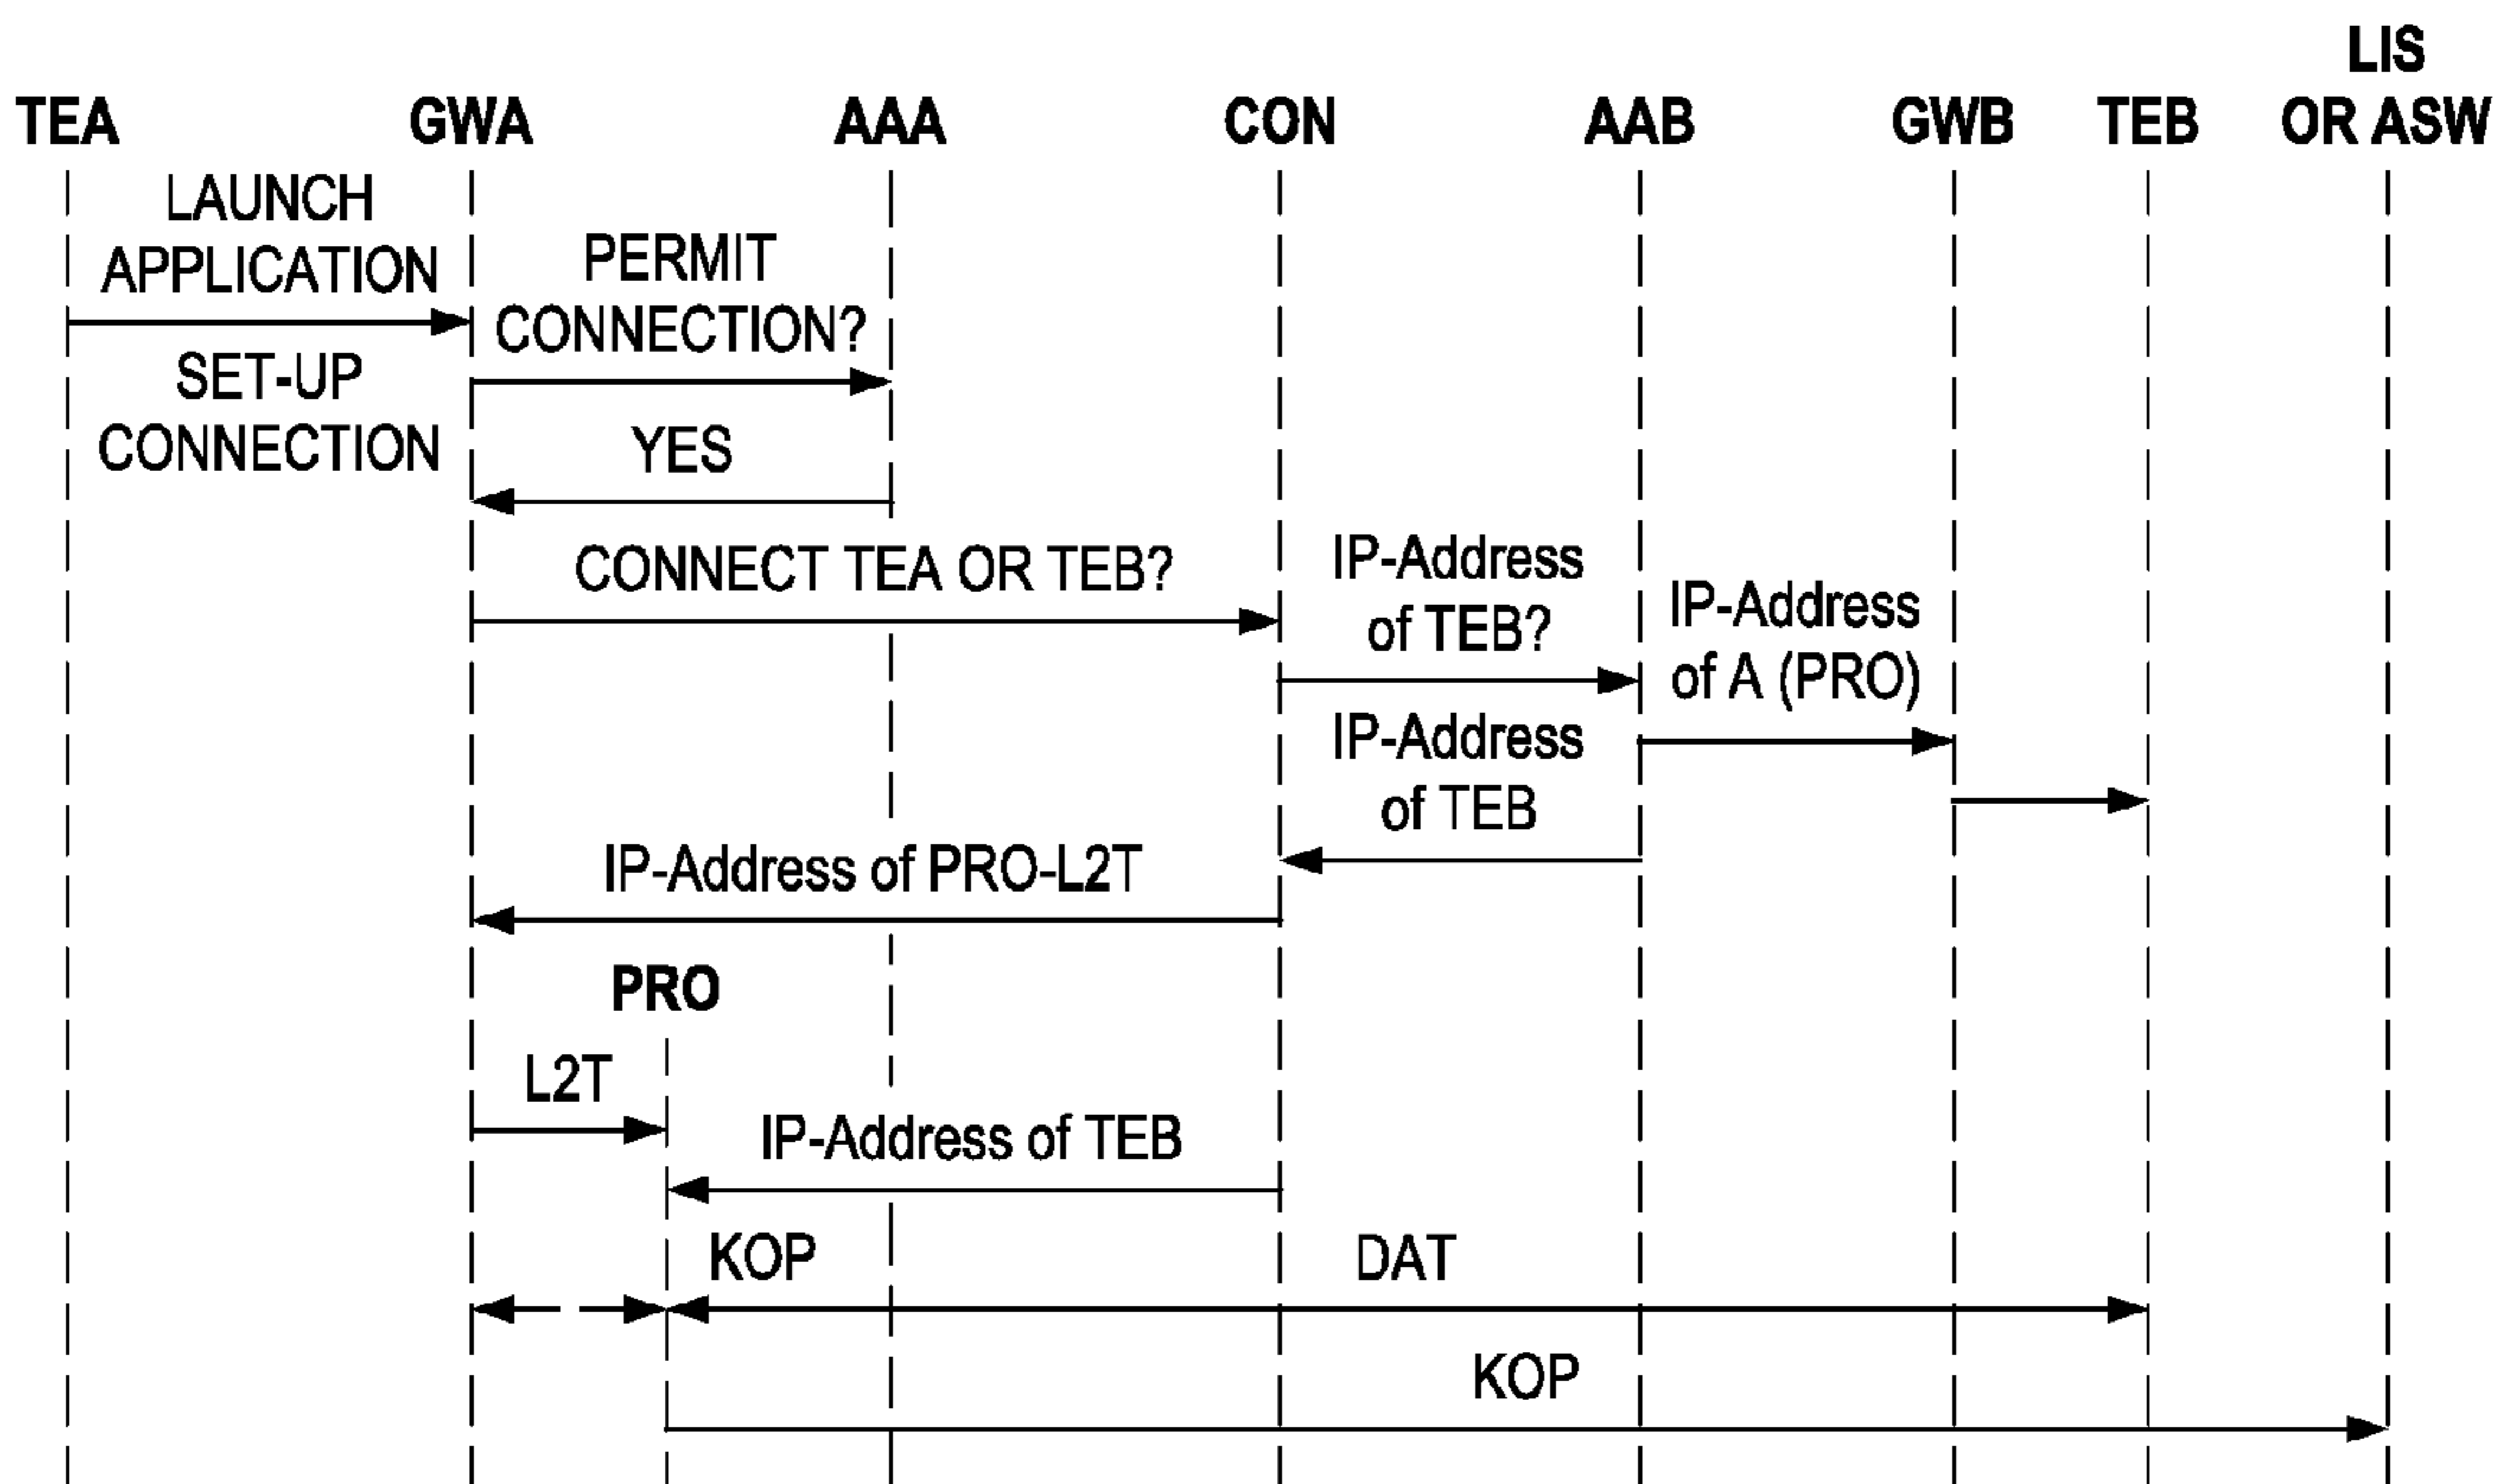 LIS
TEA GWA AAA CON AAB GWB TEB OR ASW
LAUNCH
APPLICATION
PERMIT
CONNECTION?
SET-UP
CONNECTION
YES
CONNECT TEA OR TEB?
IP-Address
of TEB?
IP-Address
of A (PRO)
IP-Address
of TEB
IP-Address of PRO-L2T
PRO
L2T
IP-Address of TEB
KOP
DAT
KOP